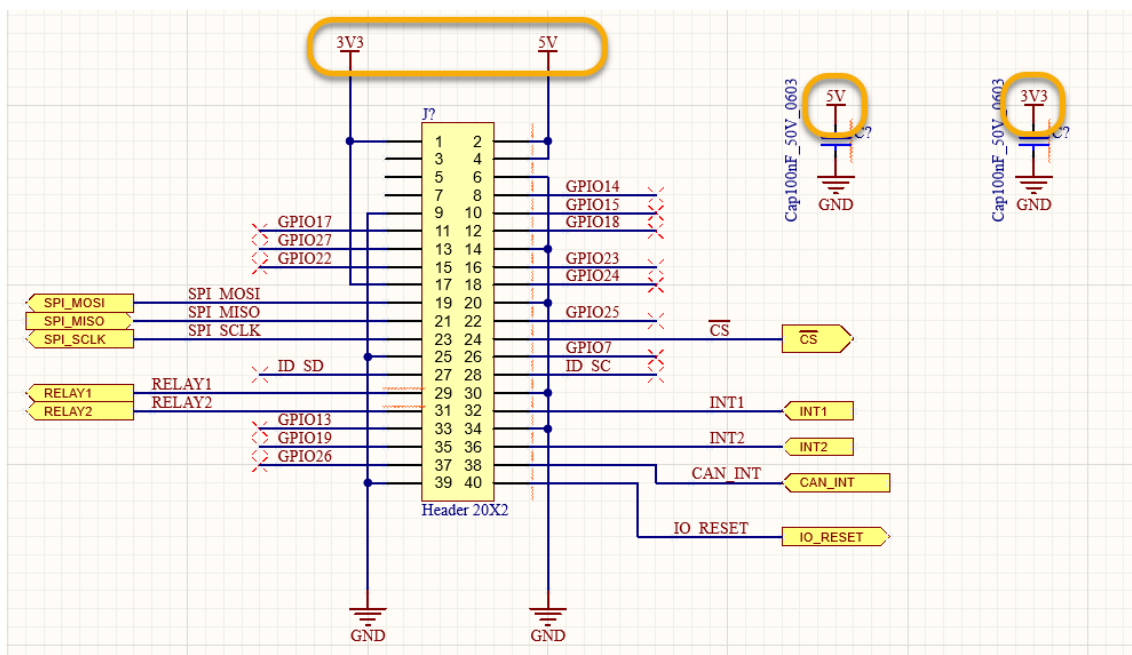 3V3 5V
J?
1 2
3 4
5 6
7 8 GPIO14
9 10 GPIO15
GPIO17 11 12 GPIO18
GPIO27 13 14
GPIO22 15 16 GPIO23
17 18 GPIO24
SPI_MOSI SPI_MOSI 19 20
SPI_MISO SPI_MISO 21 22 GPIO25
SPI_SCLK SPI_SCLK 23 24 CS CS
25 26 GPIO7
ID_SD 27 28 ID_SC
RELAY1 RELAY1 29 30
RELAY2 RELAY2 31 32 INT1 INT1
GPIO13 33 34
GPIO19 35 36 INT2 INT2
GPIO26 37 38 CAN_INT CAN_INT
39 40
Header 20X2
IO_RESET IO_RESET
GND GND
5V
C?
Cap100nF_50V_0603
GND
3V3
C?
Cap100nF_50V_0603
GND